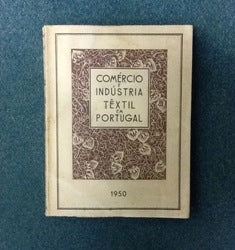 COMÉRCIO
E
INDÚSTRIA
TÊXTIL
EM
PORTUGAL
1950